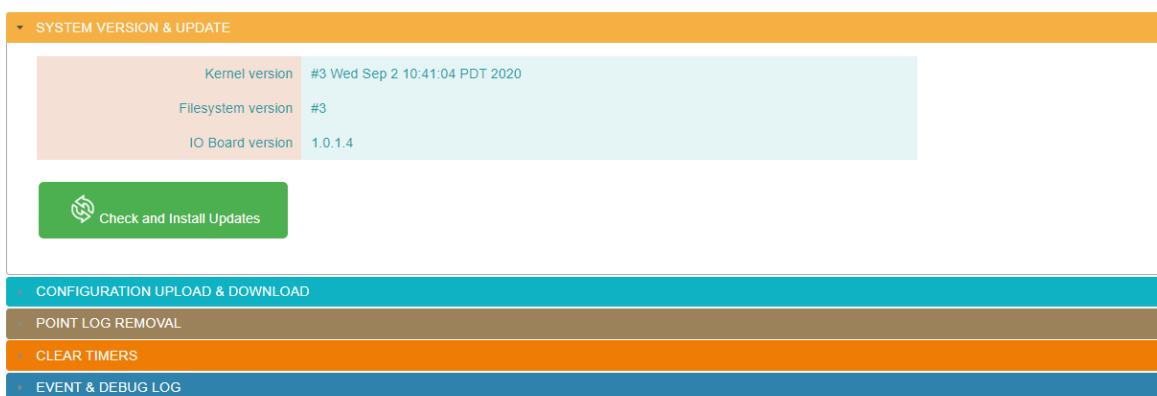 SYSTEM VERSION & UPDATE
Kernel version #3 Wed Sep 2 10:41:04 PDT 2020
Filesystem version #3
IO Board version 1.0.1.4
Check and Install Updates
CONFIGURATION UPLOAD & DOWNLOAD
POINT LOG REMOVAL
CLEAR TIMERS
EVENT & DEBUG LOG